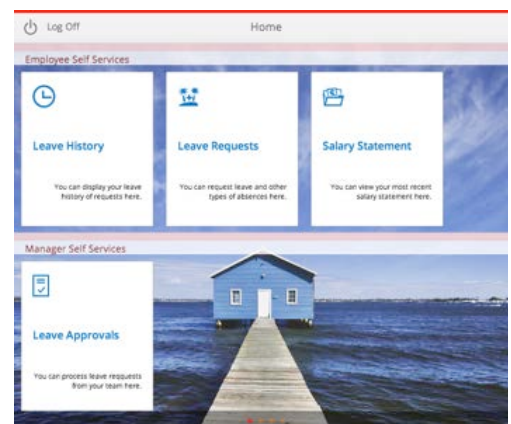 Log Off
Home
Employee Self Services
Leave History
Leave Requests
Salary Statement
You can display your leave
history of requests here.
You can request leave and other
types of absences here.
You can view your most recent
salary statement here.
Manager Self Services
Leave Approvals
You can process leave reqquests
from your team here.